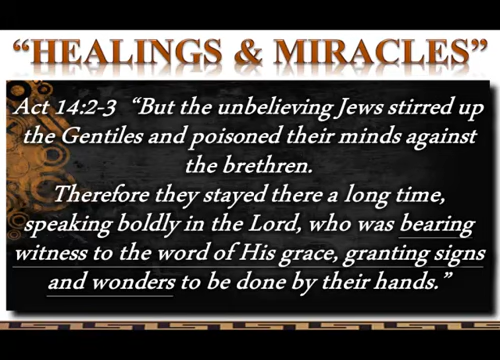 “HEALINGS & MIRACLES”
Act 14:2-3 “But the unbelieving Jews stirred up
the Gentiles and poisoned their minds against
the brethren.
Therefore they stayed there a long time,
speaking boldly in the Lord, who was bearing
witness to the word of His grace, granting signs
and wonders to be done by their hands.”